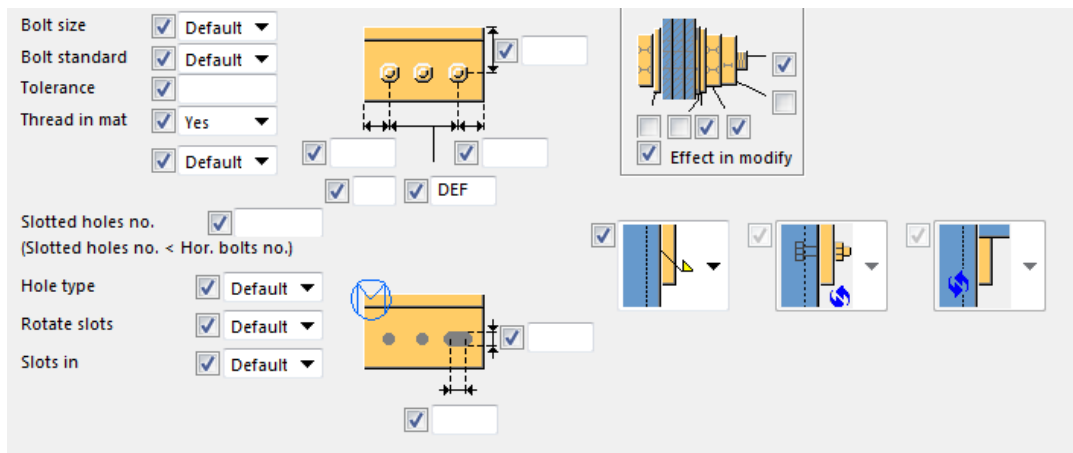 Bolt size
Default
Bolt standard
Default
Tolerance
Thread in mat
Yes
Default
DEF
Effect in modify
Slotted holes no.
(Slotted holes no. < Hor. bolts no.)
Hole type
Default
Rotate slots
Default
Slots in
Default